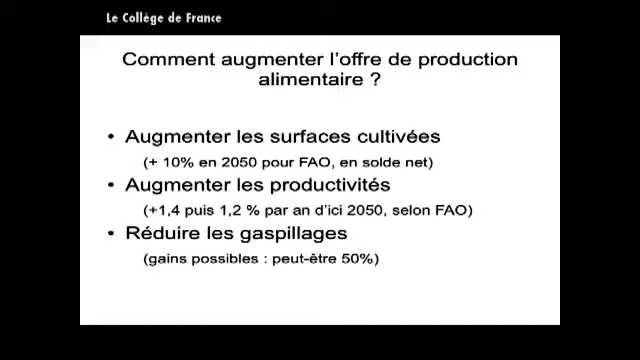 Le Collège de France
Comment augmenter l'offre de production
alimentaire ?
• Augmenter les surfaces cultivées
(+ 10% en 2050 pour FAO, en solde net)
• Augmenter les productivités
(+1,4 puis 1,2 % par an d'ici 2050, selon FAO)
• Réduire les gaspillages
(gains possibles : peut-être 50%)